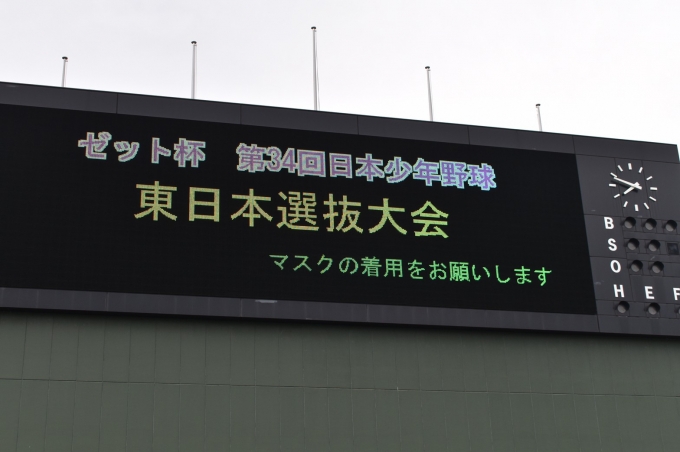 ゼット杯 第34回日本少年野球
東日本選抜大会
マスクの着用をお願いします
B
S
O
H E F